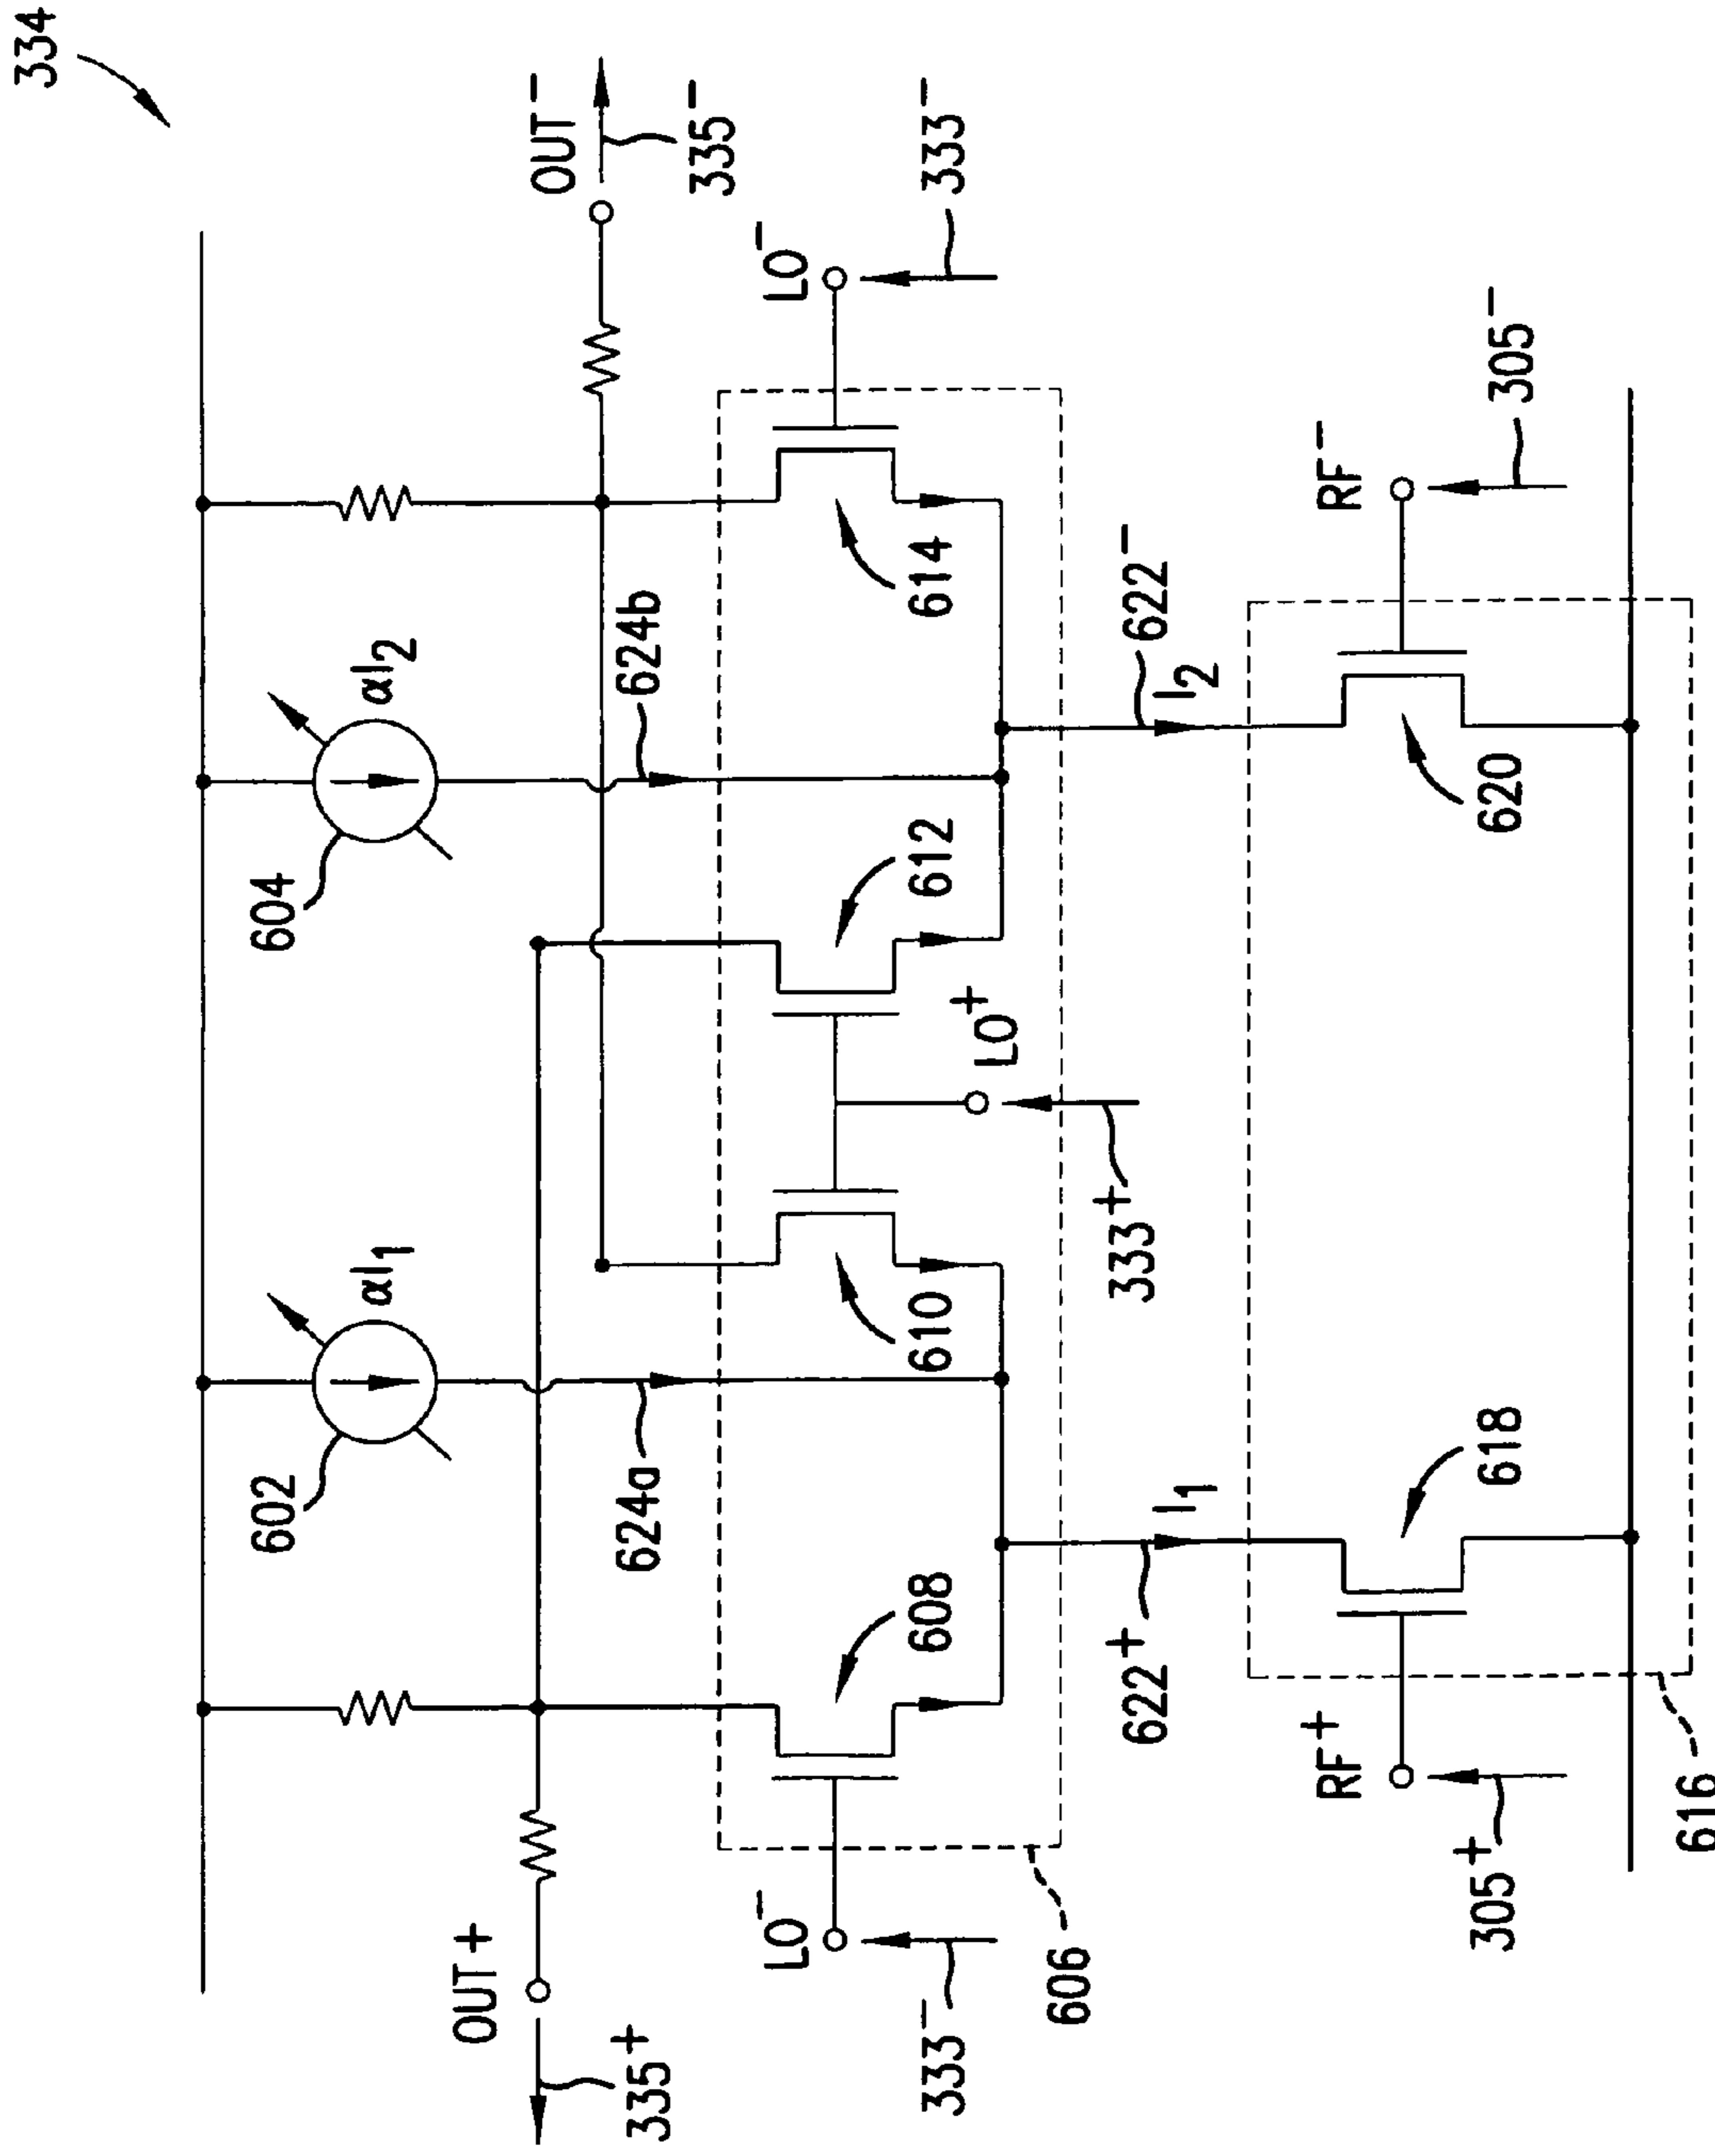 334
OUT+
335+
OUT−
335−
602
αI1
604
αI2
624a
624b
LO−
333−
608
610
LO+
333+
612
614
LO−
333−
606
622+
I1
622−
I2
RF+
305+
618
620
RF−
305−
616